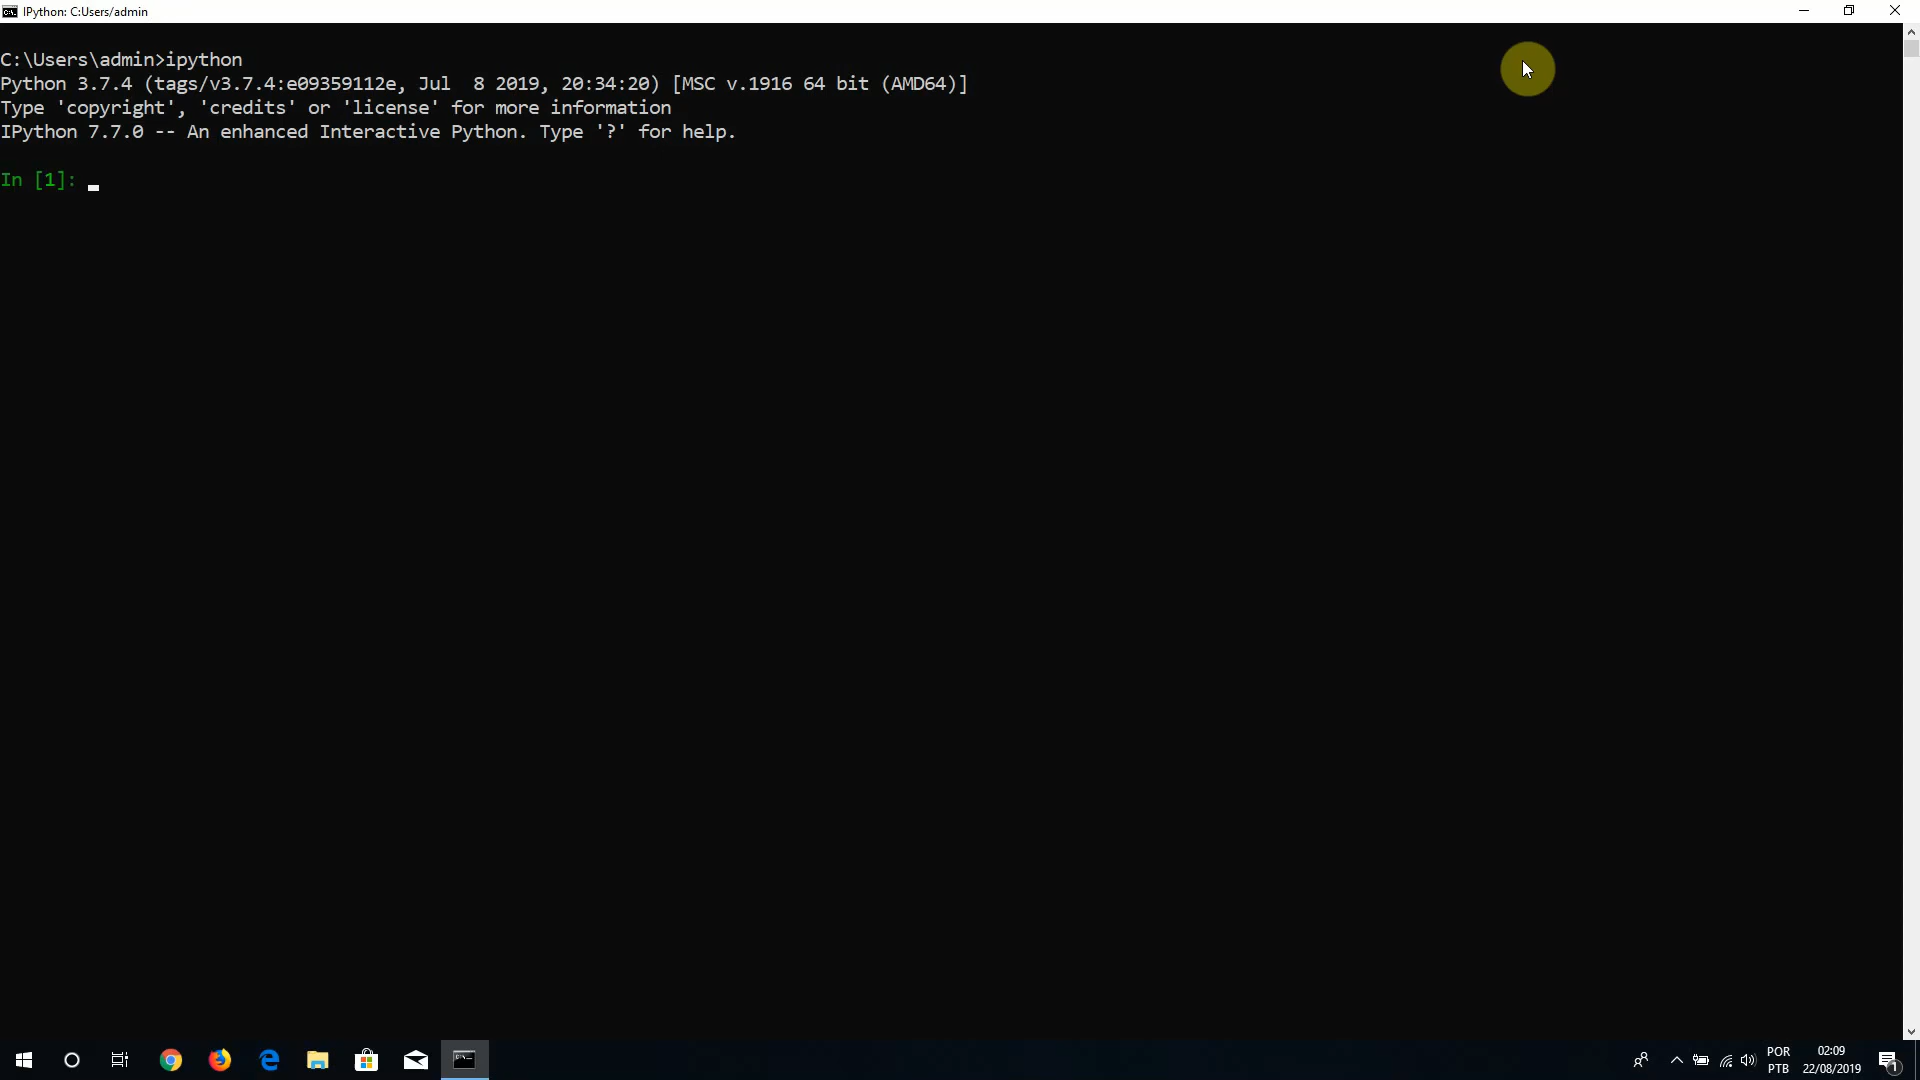 IPython: C:Users/admin
C:\Users\admin>ipython
Python 3.7.4 (tags/v3.7.4:e09359112e, Jul  8 2019, 20:34:20) [MSC v.1916 64 bit (AMD64)]
Type 'copyright', 'credits' or 'license' for more information
IPython 7.7.0 -- An enhanced Interactive Python. Type '?' for help.
In [1]:
POR 02:09
PTB 22/08/2019 1